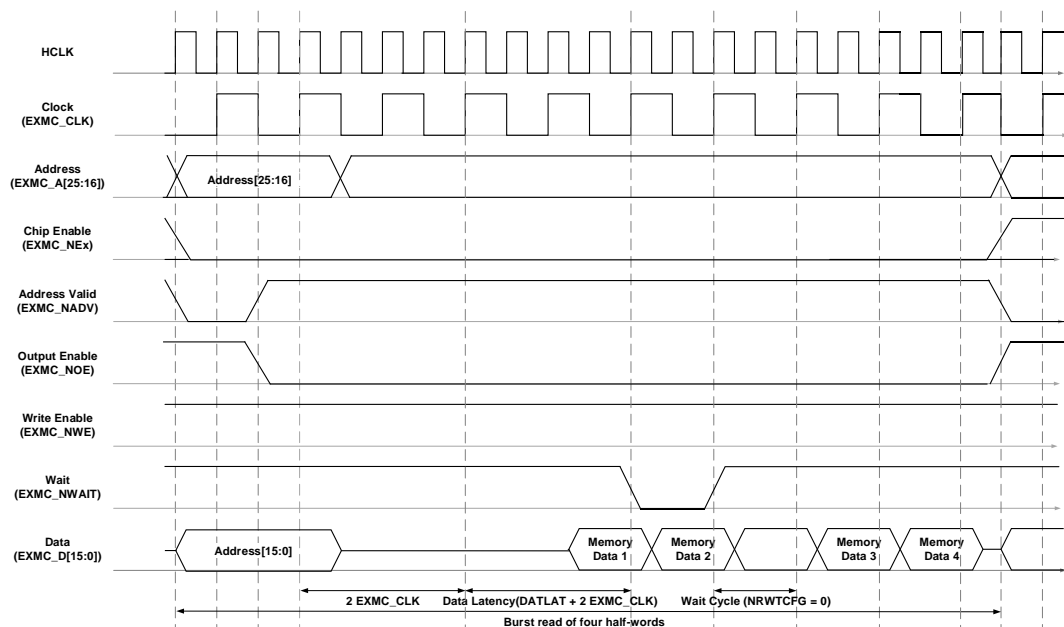 HCLK
Clock
(EXMC_CLK)
Address
(EXMC_A[25:16])
Address[25:16]
Chip Enable
(EXMC_NEx)
Address Valid
(EXMC_NADV)
Output Enable
(EXMC_NOE)
Write Enable
(EXMC_NWE)
Wait
(EXMC_NWAIT)
Data
(EXMC_D[15:0])
Address[15:0]
Memory
Data 1
Memory
Data 2
Memory
Data 3
Memory
Data 4
2 EXMC_CLK
Data Latency(DATLAT + 2 EXMC_CLK)
Wait Cycle (NRWTCFG = 0)
Burst read of four half-words